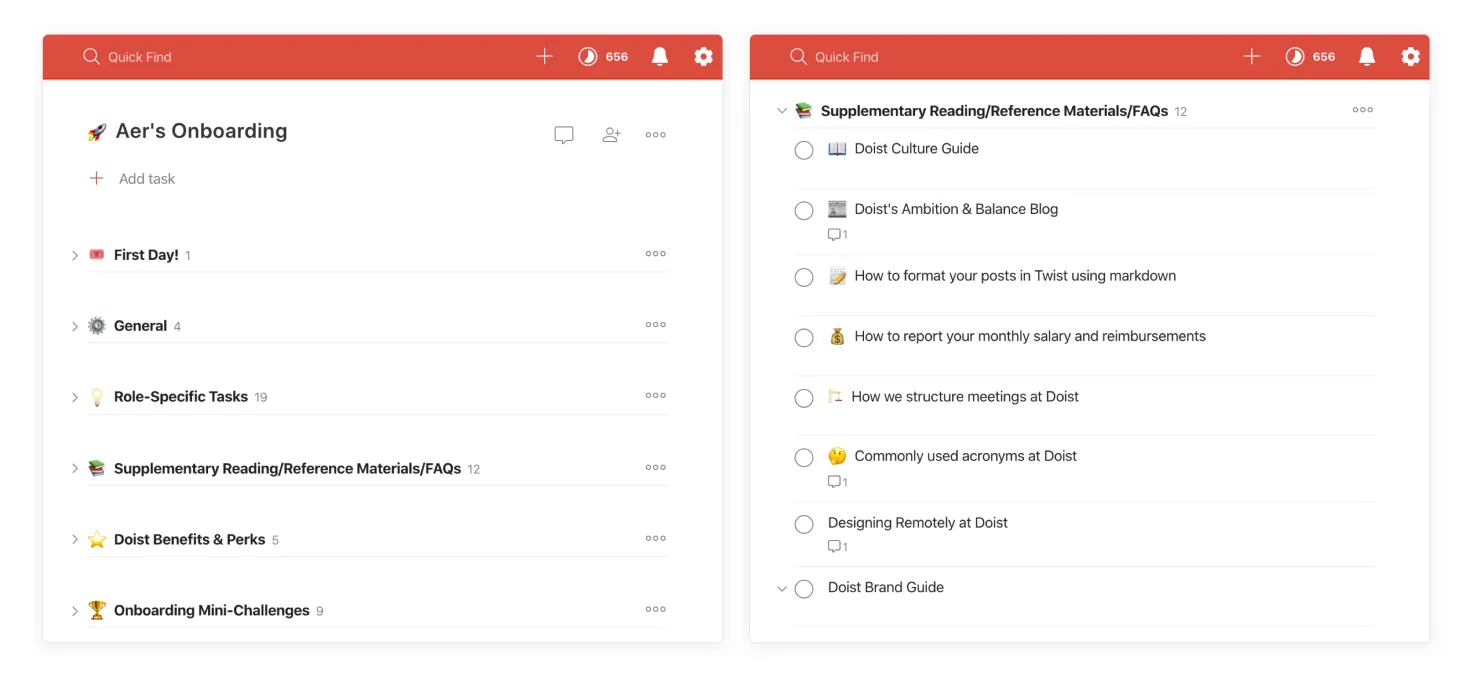 Quick Find
656
Aer's Onboarding
Add task
First Day! 1
General 4
Role-Specific Tasks 19
Supplementary Reading/Reference Materials/FAQs 12
Doist Benefits & Perks 5
Onboarding Mini-Challenges 9
Quick Find
656
Supplementary Reading/Reference Materials/FAQs 12
Doist Culture Guide
Doist's Ambition & Balance Blog
1
How to format your posts in Twist using markdown
How to report your monthly salary and reimbursements
How we structure meetings at Doist
Commonly used acronyms at Doist
1
Designing Remotely at Doist
1
Doist Brand Guide